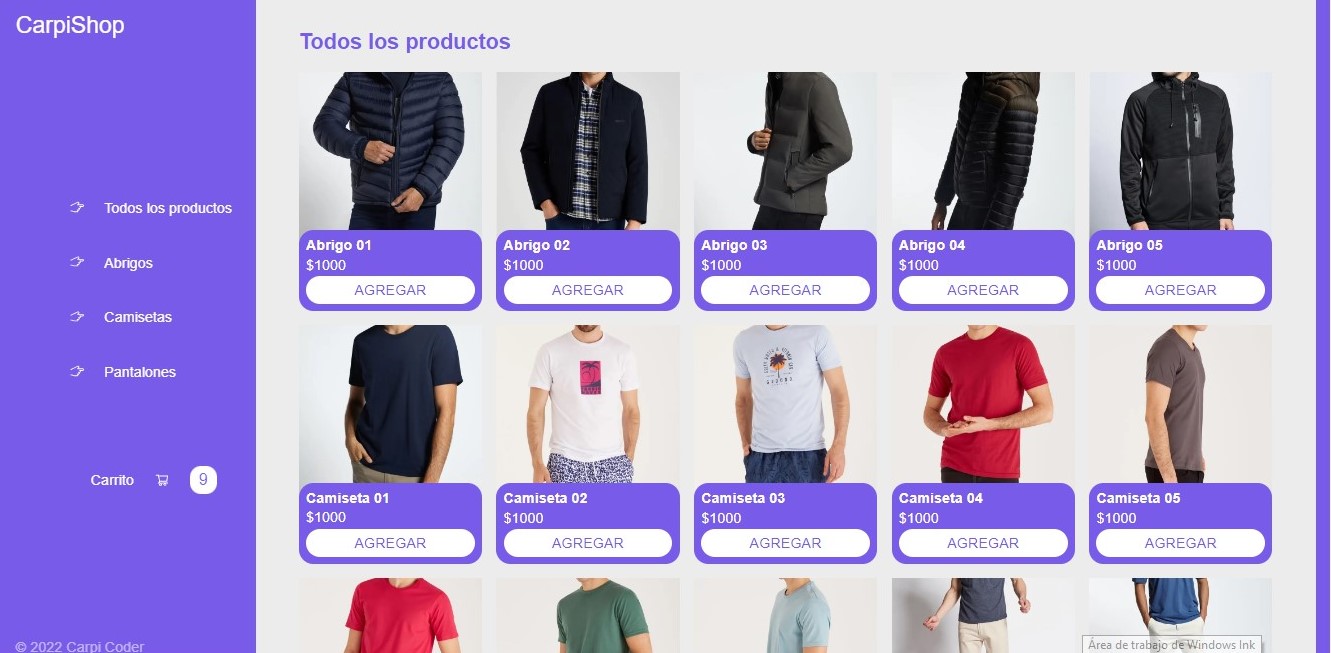 CarpiShop
Todos los productos
Abrigos
Camisetas
Pantalones
Carrito 9
© 2022 Carpi Coder
Todos los productos
Abrigo 01
$1000
AGREGAR
Abrigo 02
$1000
AGREGAR
Abrigo 03
$1000
AGREGAR
Abrigo 04
$1000
AGREGAR
Abrigo 05
$1000
AGREGAR
Camiseta 01
$1000
AGREGAR
Camiseta 02
$1000
AGREGAR
Camiseta 03
$1000
AGREGAR
Camiseta 04
$1000
AGREGAR
Camiseta 05
$1000
AGREGAR
Área de trabajo de Windows Ink